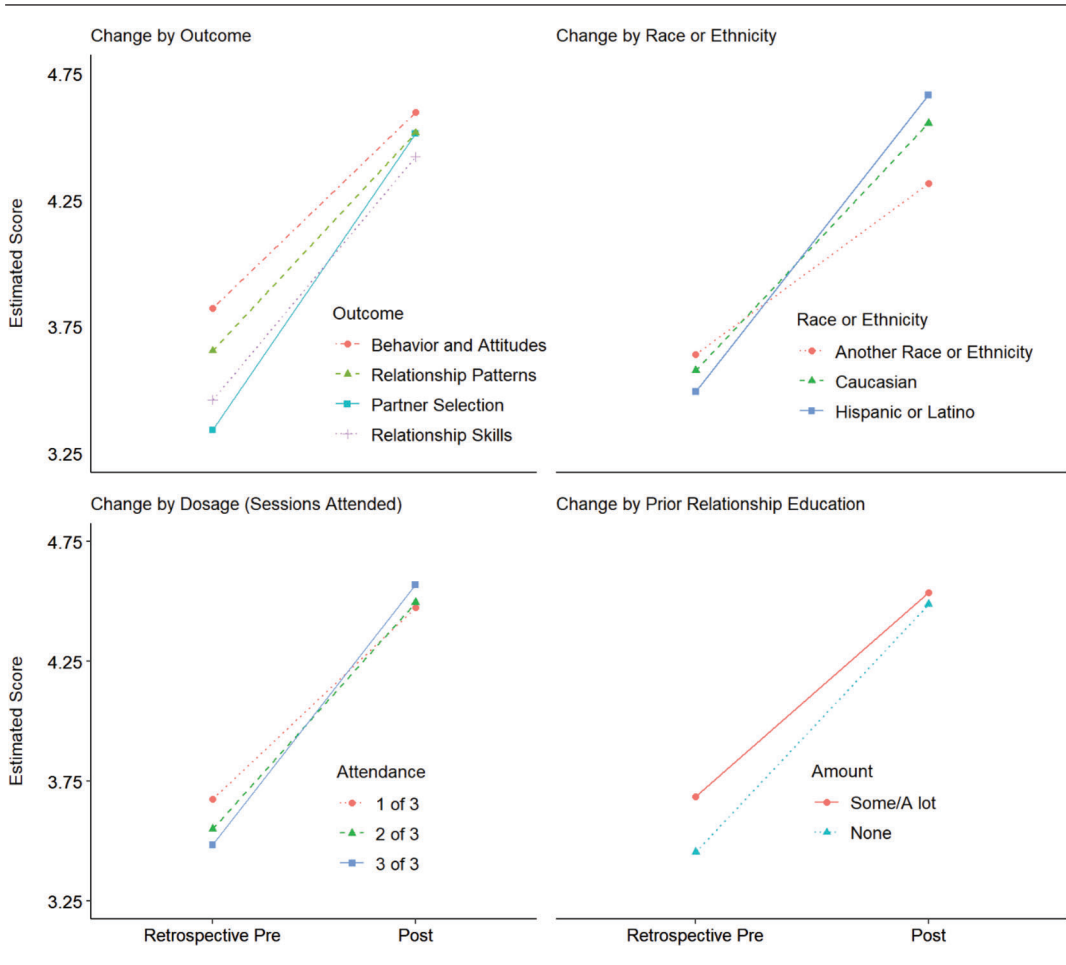 Change by Outcome
4.75
4.25
3.75
3.25
Estimated Score
Outcome
Behavior and Attitudes
Relationship Patterns
Partner Selection
Relationship Skills
Change by Race or Ethnicity
Race or Ethnicity
Another Race or Ethnicity
Caucasian
Hispanic or Latino
Change by Dosage (Sessions Attended)
4.75
4.25
3.75
3.25
Estimated Score
Attendance
1 of 3
2 of 3
3 of 3
Retrospective Pre
Post
Change by Prior Relationship Education
Amount
Some/A lot
None
Retrospective Pre
Post